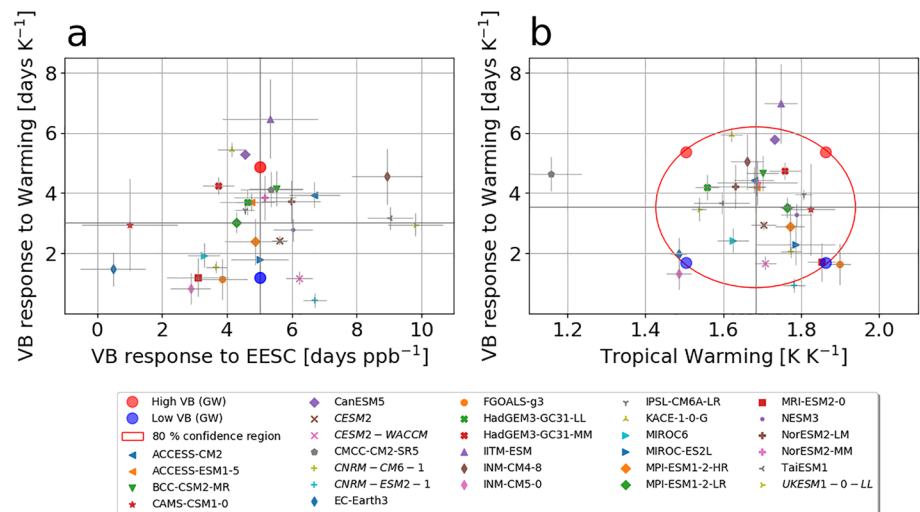 a
b
VB response to Warming [days K⁻¹]
8
6
4
2
0
2
4
6
8
10
VB response to EESC [days ppb⁻¹]
VB response to Warming [days K⁻¹]
8
6
4
2
1.2
1.4
1.6
1.8
2.0
Tropical Warming [K K⁻¹]
High VB (GW)
Low VB (GW)
80 % confidence region
ACCESS-CM2
ACCESS-ESM1-5
BCC-CSM2-MR
CAMS-CSM1-0
CanESM5
CESM2
CESM2-WACCM
CMCC-CM2-SR5
CNRM-CM6-1
CNRM-ESM2-1
EC-Earth3
FGOALS-g3
HadGEM3-GC31-LL
HadGEM3-GC31-MM
IITM-ESM
INM-CM4-8
INM-CM5-0
IPSL-CM6A-LR
KACE-1-0-G
MIROC6
MIROC-ES2L
MPI-ESM1-2-HR
MPI-ESM1-2-LR
MRI-ESM2-0
NESM3
NorESM2-LM
NorESM2-MM
TaiESM1
UKESM1-0-LL